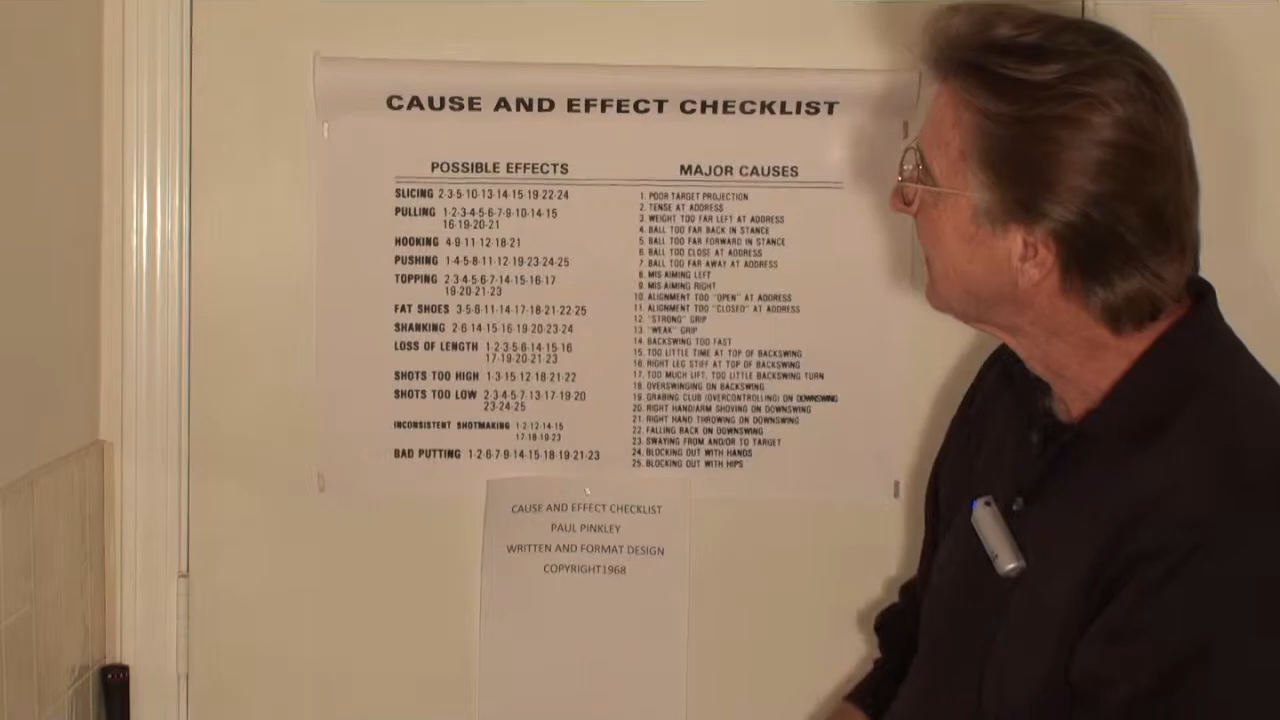 CAUSE AND EFFECT CHECKLIST
POSSIBLE EFFECTS
SLICING 2-3-5-10-13-14-15-19-22-24
PULLING 1-2-3-4-5-6-7-9-10-14-15
16-19-20-21
HOOKING 4-9-11-12-18-21
PUSHING 1-4-5-8-11-12-19-23-24-25
TOPPING 2-3-4-5-6-7-14-15-16-17
19-20-21-23
FAT SHOES 3-5-8-11-14-17-18-21-22-25
SHANKING 2-6-14-15-16-19-20-23-24
LOSS OF LENGTH 1-2-3-5-6-14-15-16
17-19-20-21-23
SHOTS TOO HIGH 1-3-15 12-18-21-22
SHOTS TOO LOW 2-3-4-5-7-13-17-19-20
23-24-25
INCONSISTENT SHOTMAKING 1-2-12-14-15
17-18-19-23
BAD PUTTING 1-2-6-7-9-14-15-18-19-21-23
MAJOR CAUSES
1. POOR TARGET PROJECTION
2. TENSE AT ADDRESS
3. WEIGHT TOO FAR LEFT AT ADDRESS
4. BALL TOO FAR BACK IN STANCE
5. BALL TOO FAR FORWARD IN STANCE
6. BALL TOO CLOSE AT ADDRESS
7. BALL TOO FAR AWAY AT ADDRESS
8. MIS AIMING LEFT
9. MIS AIMING RIGHT
10. ALIGNMENT TOO "OPEN" AT ADDRESS
11. ALIGNMENT TOO "CLOSED" AT ADDRESS
12. "STRONG" GRIP
13. "WEAK" GRIP
14. BACKSWING TOO FAST
15. TOO LITTLE TIME AT TOP OF BACKSWING
16. RIGHT LEG STIFF AT TOP OF BACKSWING
17. TOO MUCH LIFT, TOO LITTLE BACKSWING TURN
18. OVERSWINGING ON BACKSWING
19. GRABING CLUB (OVERCONTROLLING) ON DOWNSWING
20. RIGHT HAND/ARM SHOVING ON DOWNSWING
21. RIGHT HAND THROWING ON DOWNSWING
22. FALLING BACK ON DOWNSWING
23. SWAYING FROM AND/OR TO TARGET
24. BLOCKING OUT WITH HANDS
25. BLOCKING OUT WITH HIPS
CAUSE AND EFFECT CHECKLIST
PAUL PINKLEY
WRITTEN AND FORMAT DESIGN
COPYRIGHT1968